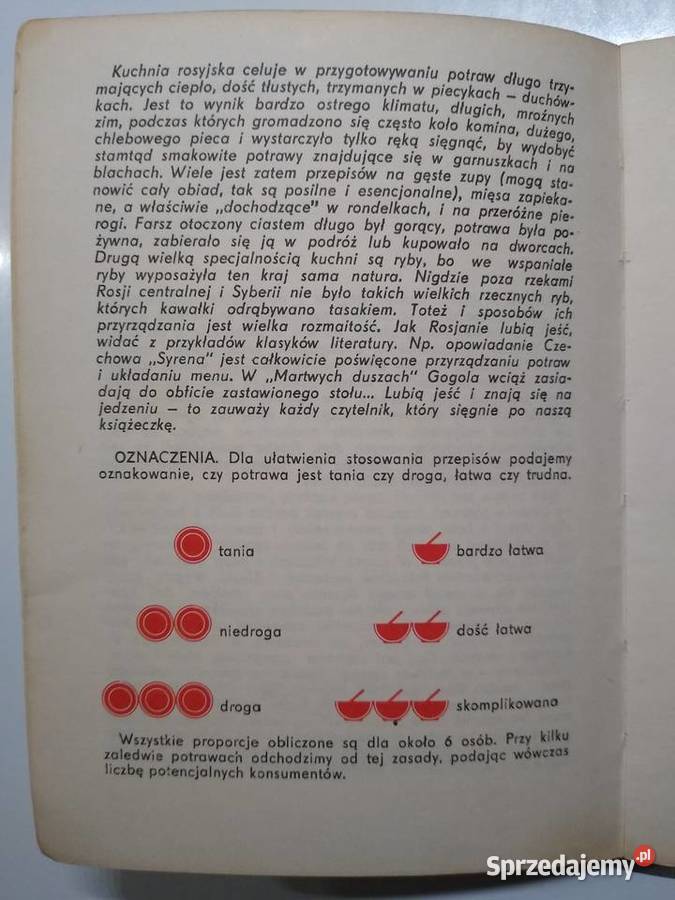 Kuchnia rosyjska celuje w przygotowywaniu potraw długo trzy-
mających ciepło, dość tłustych, trzymanych w piecykach – duchów-
kach. Jest to wynik bardzo ostrego klimatu, długich, mroźnych
zim, podczas których gromadzono się często koło komina, dużego,
chlebowego pieca i wystarczyło tylko ręką sięgnąć, by wydobyć
stamtąd smakowite potrawy znajdujące się w garnuszkach i na
blachach. Wiele jest zatem przepisów na gęste zupy (mogą sta-
nowić cały obiad, tak są posilne i esencjonalne), mięsa zapieka-
ne, a właściwie „dochodzące" w rondelkach, i na przeróżne pie-
rogi. Farsz otoczony ciastem długo był gorący, potrawa była po-
żywna, zabierało się ją w podróż lub kupowało na dworcach.
Drugą wielką specjalnością kuchni są ryby, bo we wspaniałe
ryby wyposażyła ten kraj sama natura. Nigdzie poza rzekami
Rosji centralnej i Syberii nie było takich wielkich rzecznych ryb,
których kawałki odrąbywano tasakiem. Toteż i sposobów ich
przyrządzania jest wielka rozmaitość. Jak Rosjanie lubią jeść,
widać z przykładów klasyków literatury. Np. opowiadanie Cze-
chowa „Syrena" jest całkowicie poświęcone przyrządzaniu potraw
i układaniu menu. W „Martwych duszach" Gogola wciąż zasia-
dają do obficie zastawionego stołu... Lubią jeść i znają się na
jedzeniu – to zauważy każdy czytelnik, który sięgnie po naszą
książeczkę.
OZNACZENIA. Dla ułatwienia stosowania przepisów podajemy
oznakowanie, czy potrawa jest tania czy droga, łatwa czy trudna.
tania bardzo łatwa
niedroga dość łatwa
droga skomplikowana
Wszystkie proporcje obliczone są dla około 6 osób. Przy kilku
zaledwie potrawach odchodzimy od tej zasady, podając wówczas
liczbę potencjalnych konsumentów.
Sprzedajemy.pl